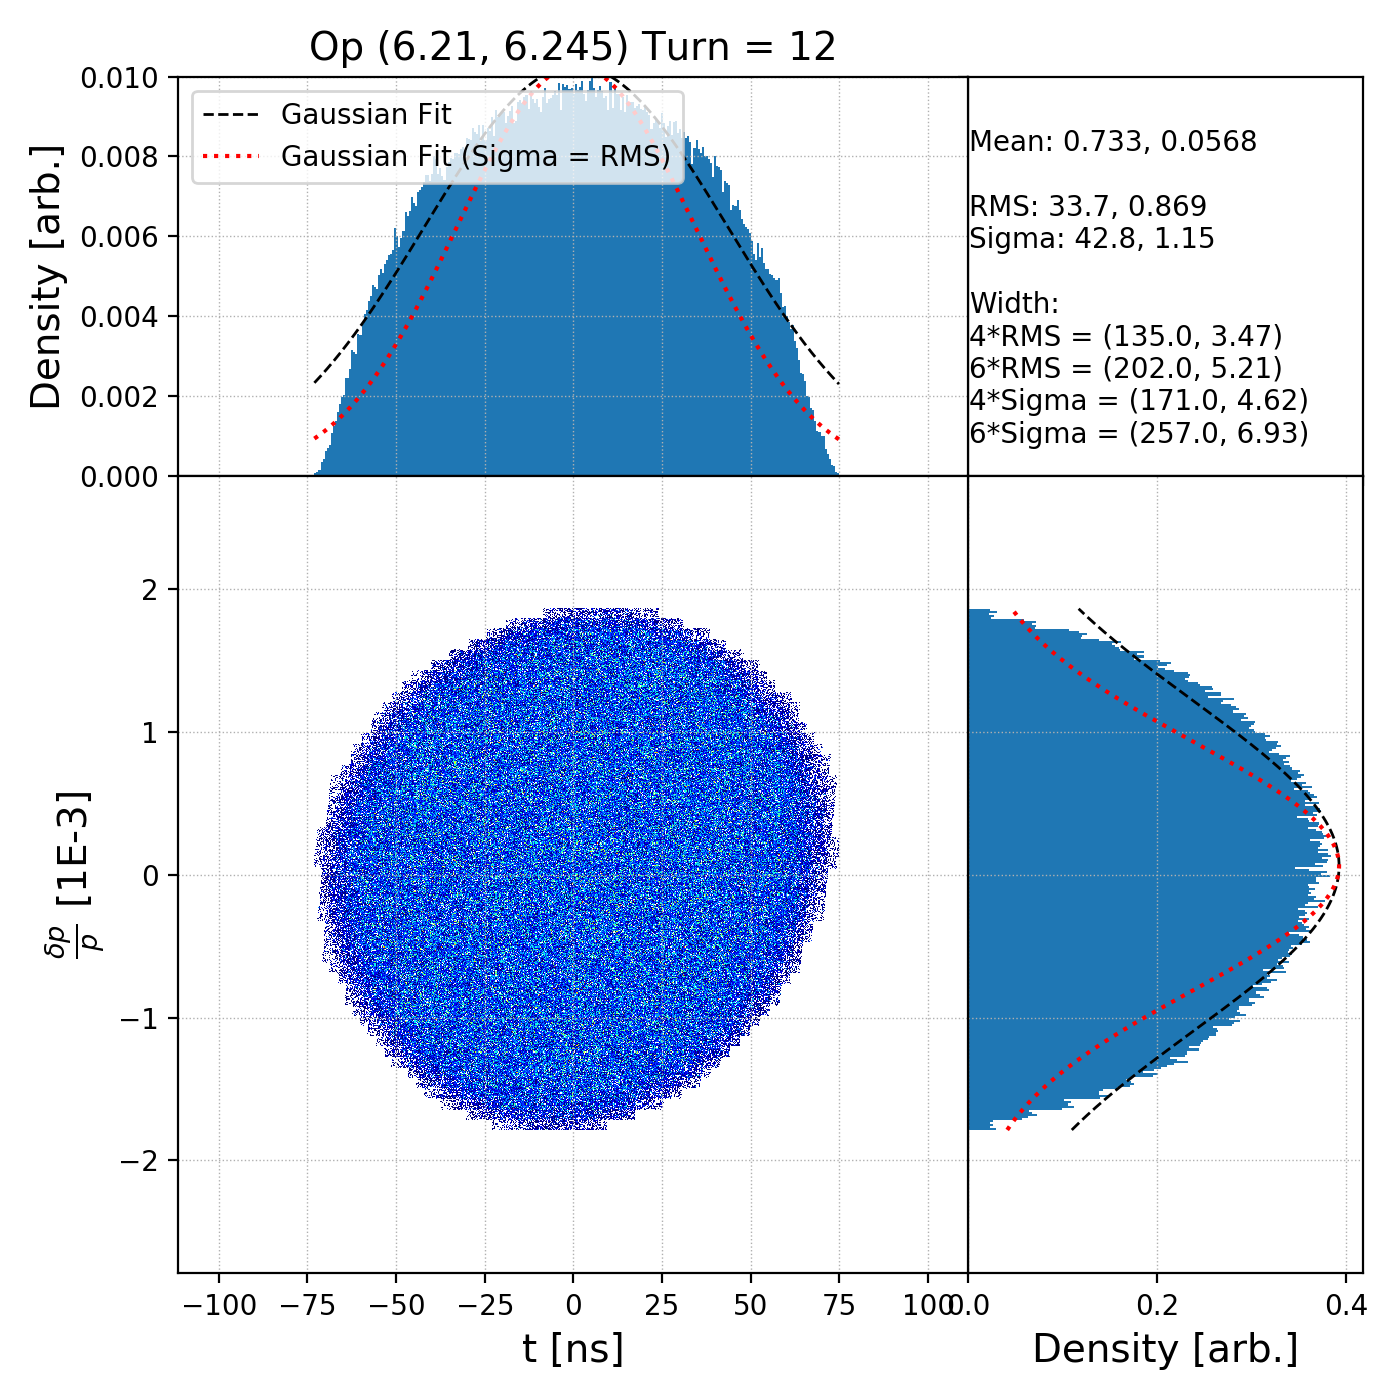 Op (6.21, 6.245) Turn = 12
0.010
0.008
0.006
0.004
0.002
0.000
Density [arb.]
Gaussian Fit
Gaussian Fit (Sigma = RMS)
Mean: 0.733, 0.0568
RMS: 33.7, 0.869
Sigma: 42.8, 1.15
Width:
4*RMS = (135.0, 3.47)
6*RMS = (202.0, 5.21)
4*Sigma = (171.0, 4.62)
6*Sigma = (257.0, 6.93)
2
1
0
−1
−2
δp/p [1E-3]
−100 −75 −50 −25 0 25 50 75 100
t [ns]
0.0 0.2 0.4
Density [arb.]